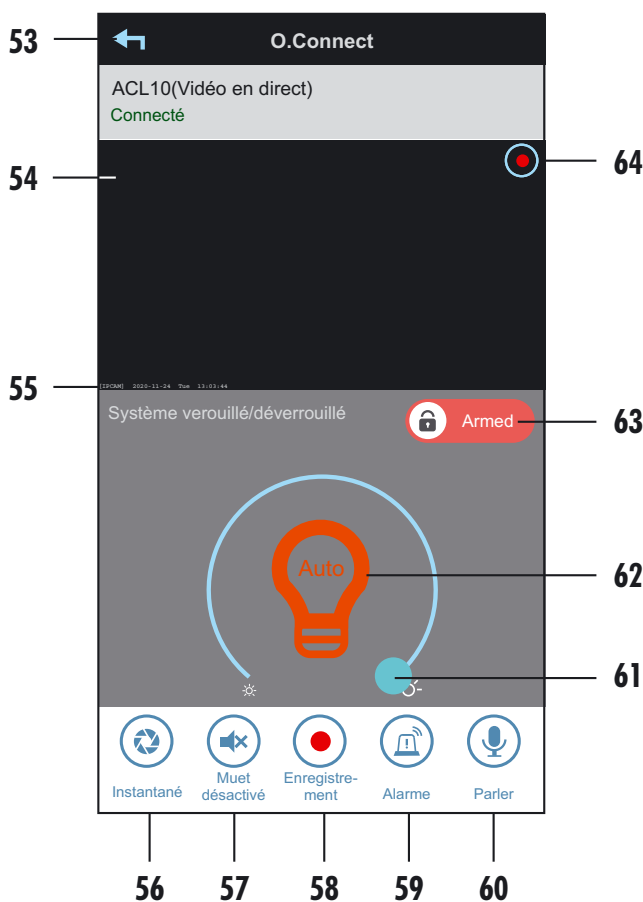 53
O.Connect
ACL10(Vidéo en direct)
Connecté
54
64
55
[IPCAM] 2020-11-24 Tue 13:03:44
Système verouillé/déverrouillé
Armed
63
Auto
62
61
Instantané
Muet
désactivé
Enregistre-
ment
Alarme
Parler
56
57
58
59
60